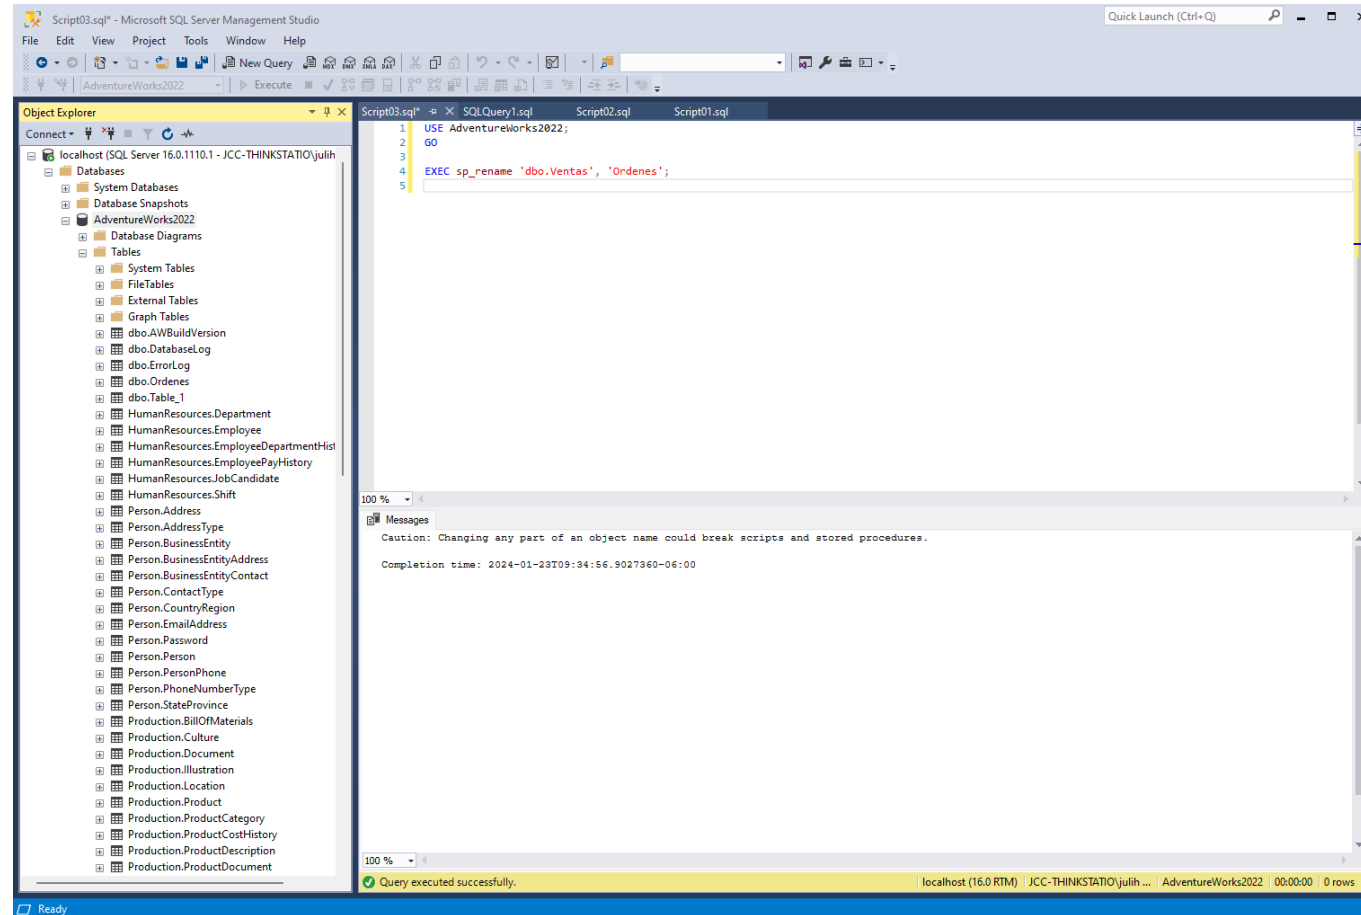 Script03.sql* - Microsoft SQL Server Management Studio
Quick Launch (Ctrl+Q)
File Edit View Project Tools Window Help
New Query MDX DMX XMLA DAX
AdventureWorks2022 Execute
Object Explorer
Connect
localhost (SQL Server 16.0.1110.1 - JCC-THINKSTATIO\julih
Databases
System Databases
Database Snapshots
AdventureWorks2022
Database Diagrams
Tables
System Tables
FileTables
External Tables
Graph Tables
dbo.AWBuildVersion
dbo.DatabaseLog
dbo.ErrorLog
dbo.Ordenes
dbo.Table_1
HumanResources.Department
HumanResources.Employee
HumanResources.EmployeeDepartmentHist
HumanResources.EmployeePayHistory
HumanResources.JobCandidate
HumanResources.Shift
Person.Address
Person.AddressType
Person.BusinessEntity
Person.BusinessEntityAddress
Person.BusinessEntityContact
Person.ContactType
Person.CountryRegion
Person.EmailAddress
Person.Password
Person.Person
Person.PersonPhone
Person.PhoneNumberType
Person.StateProvince
Production.BillOfMaterials
Production.Culture
Production.Document
Production.Illustration
Production.Location
Production.Product
Production.ProductCategory
Production.ProductCostHistory
Production.ProductDescription
Production.ProductDocument
Script03.sql* SQLQuery1.sql Script02.sql Script01.sql
1 USE AdventureWorks2022;
2 GO
3
4 EXEC sp_rename 'dbo.Ventas', 'Ordenes';
5
100 %
Messages
Caution: Changing any part of an object name could break scripts and stored procedures.
Completion time: 2024-01-23T09:34:56.9027360-06:00
100 %
Query executed successfully. localhost (16.0 RTM) JCC-THINKSTATIO\julih ... AdventureWorks2022 00:00:00 0 rows
Ready